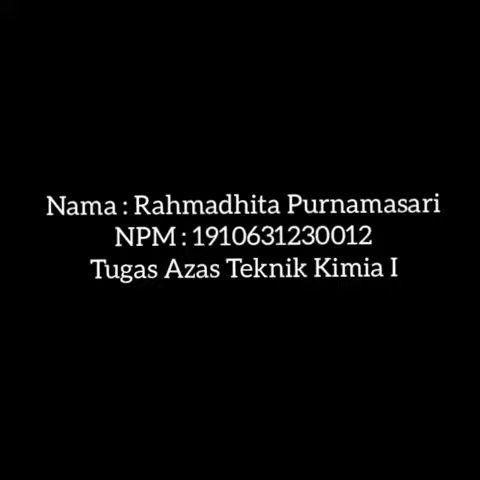 Nama : Rahmadhita Purnamasari
NPM : 1910631230012
Tugas Azas Teknik Kimia I